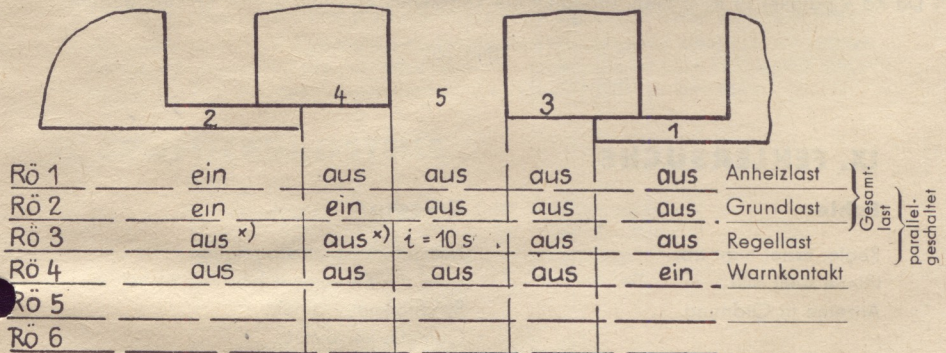 4 5 3
2 1
Rö 1 ein aus aus aus aus Anheizlast
Rö 2 ein ein aus aus aus Grundlast
Rö 3 aus x) aus x) i = 10 s aus aus Regellast
Rö 4 aus aus aus aus ein Warnkontakt
Rö 5
Rö 6
Gesamt-
last
parallel-
geschaltet